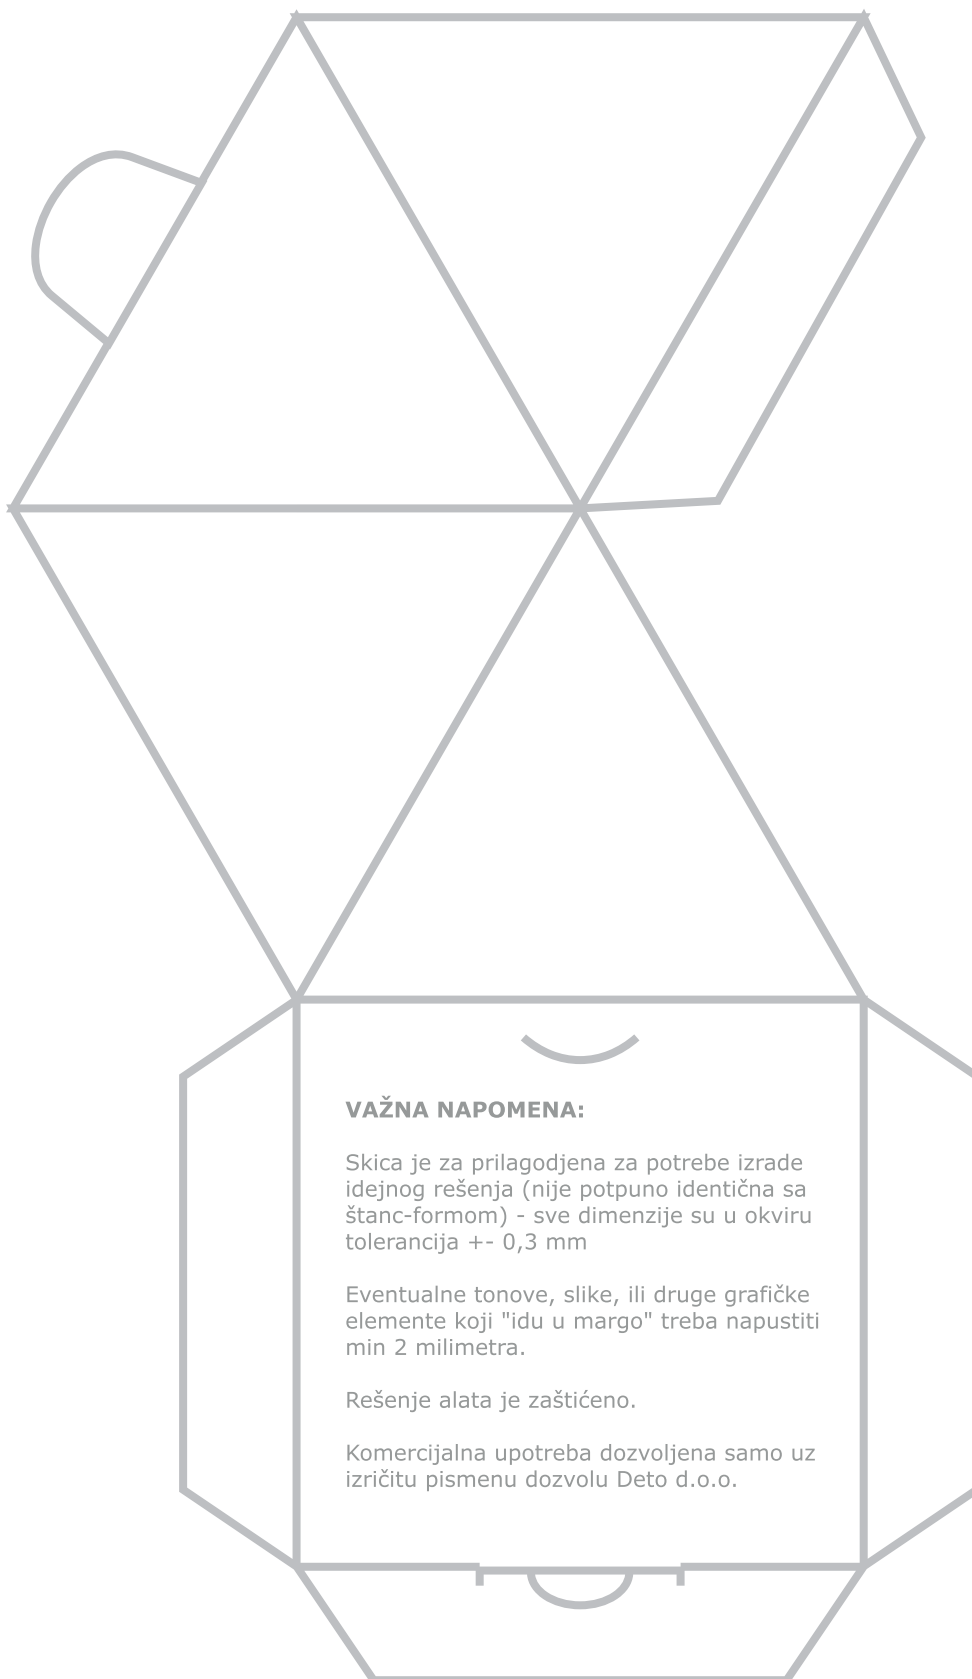 VAŽNA NAPOMENA:
Skica je za prilagodjena za potrebe izrade
idejnog rešenja (nije potpuno identična sa
štanc-formom) - sve dimenzije su u okviru
tolerancija +- 0,3 mm
Eventualne tonove, slike, ili druge grafičke
elemente koji "idu u margo" treba napustiti
min 2 milimetra.
Rešenje alata je zaštićeno.
Komercijalna upotreba dozvoljena samo uz
izričitu pismenu dozvolu Deto d.o.o.